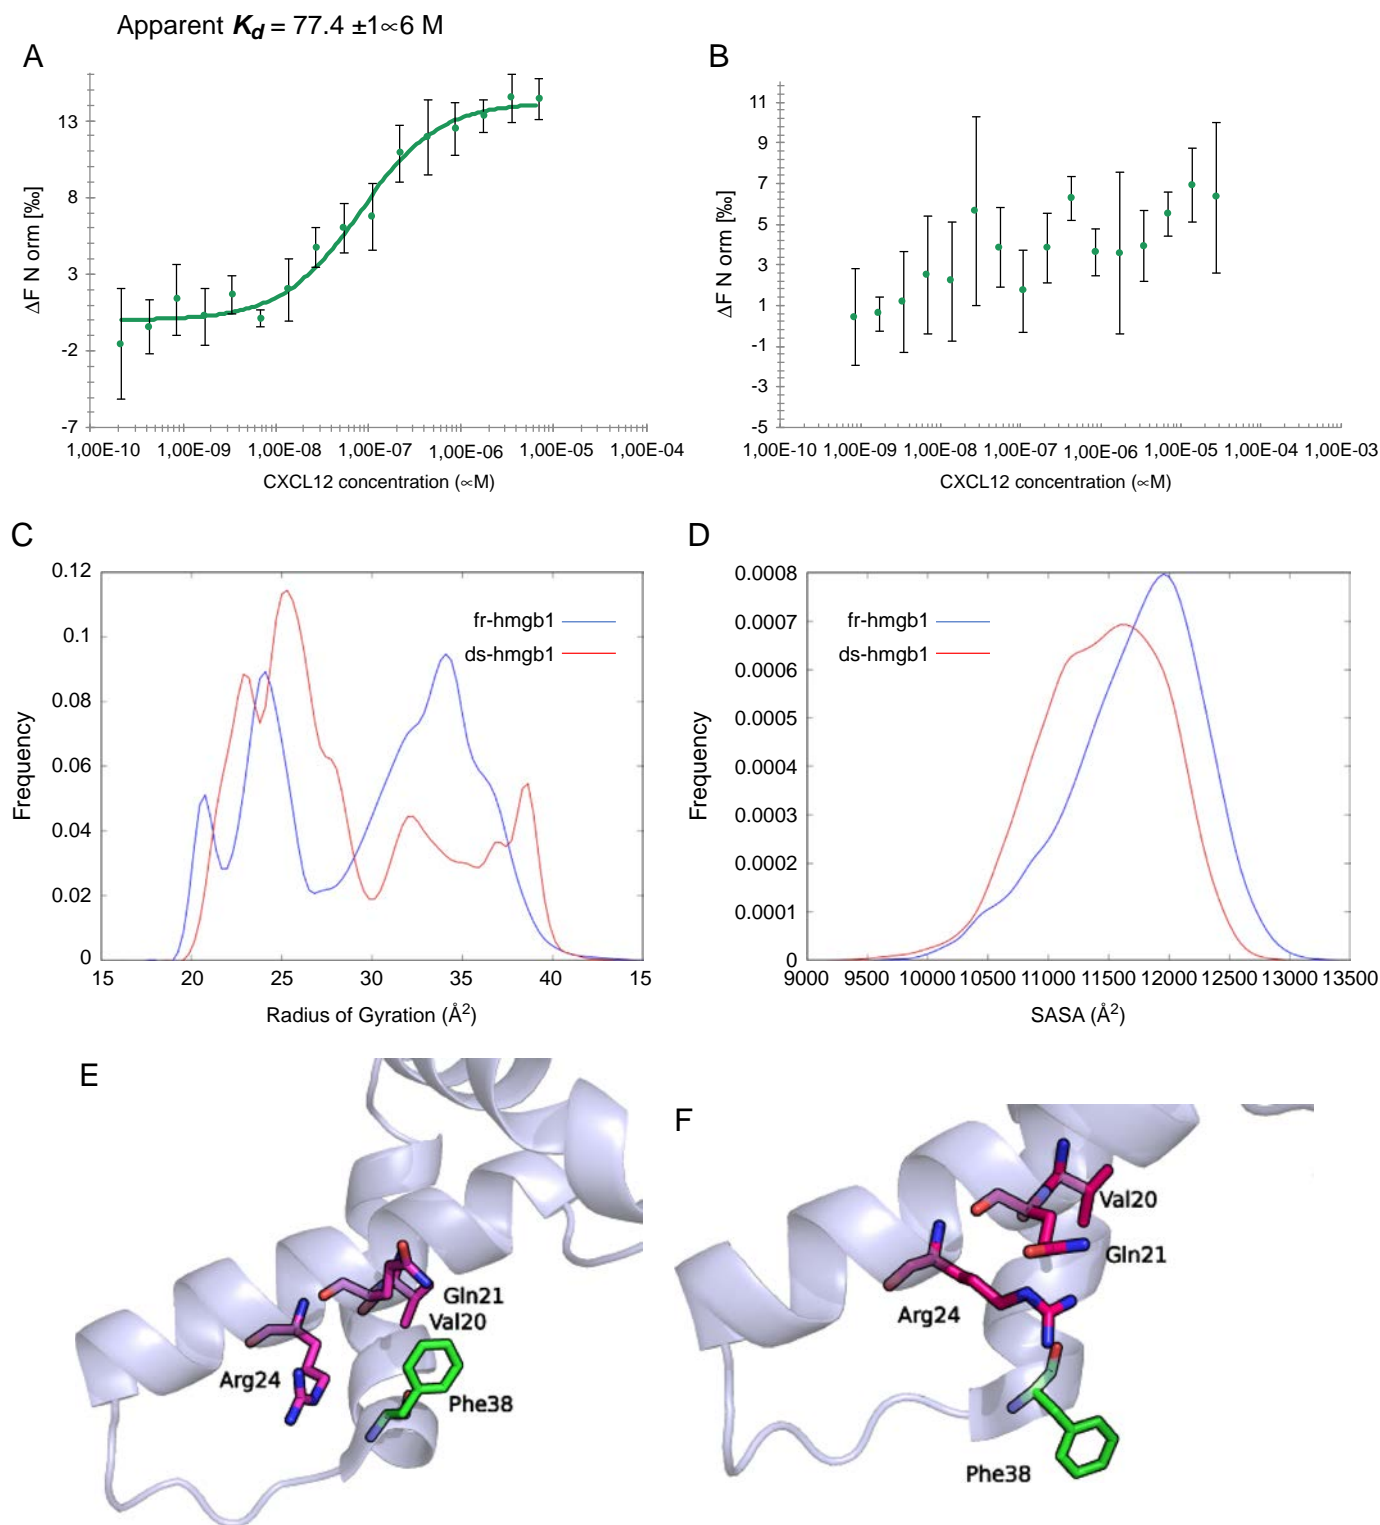 Apparent Kd = 77.4 ±1∝6 M
A
B
13
8
3
-2
-7
ΔF N orm [‰]
1,00E-10 1,00E-09 1,00E-08 1,00E-07 1,00E-06 1,00E-05 1,00E-04
CXCL12 concentration (∝M)
11
9
7
5
3
1
-1
-3
-5
ΔF N orm [‰]
1,00E-10 1,00E-09 1,00E-08 1,00E-07 1,00E-06 1,00E-05 1,00E-04 1,00E-03
CXCL12 concentration (∝M)
C
D
0.12
0.1
0.08
0.06
0.04
0.02
0
Frequency
fr-hmgb1
ds-hmgb1
15 20 25 30 35 40 15
Radius of Gyration (Å²)
0.0008
0.0007
0.0006
0.0005
0.0004
0.0003
0.0002
0.0001
0
Frequency
fr-hmgb1
ds-hmgb1
9000 9500 10000 10500 11000 11500 12000 12500 13000 13500
SASA (Å²)
E
Gln21
Val20
Arg24
Phe38
F
Val20
Gln21
Arg24
Phe38